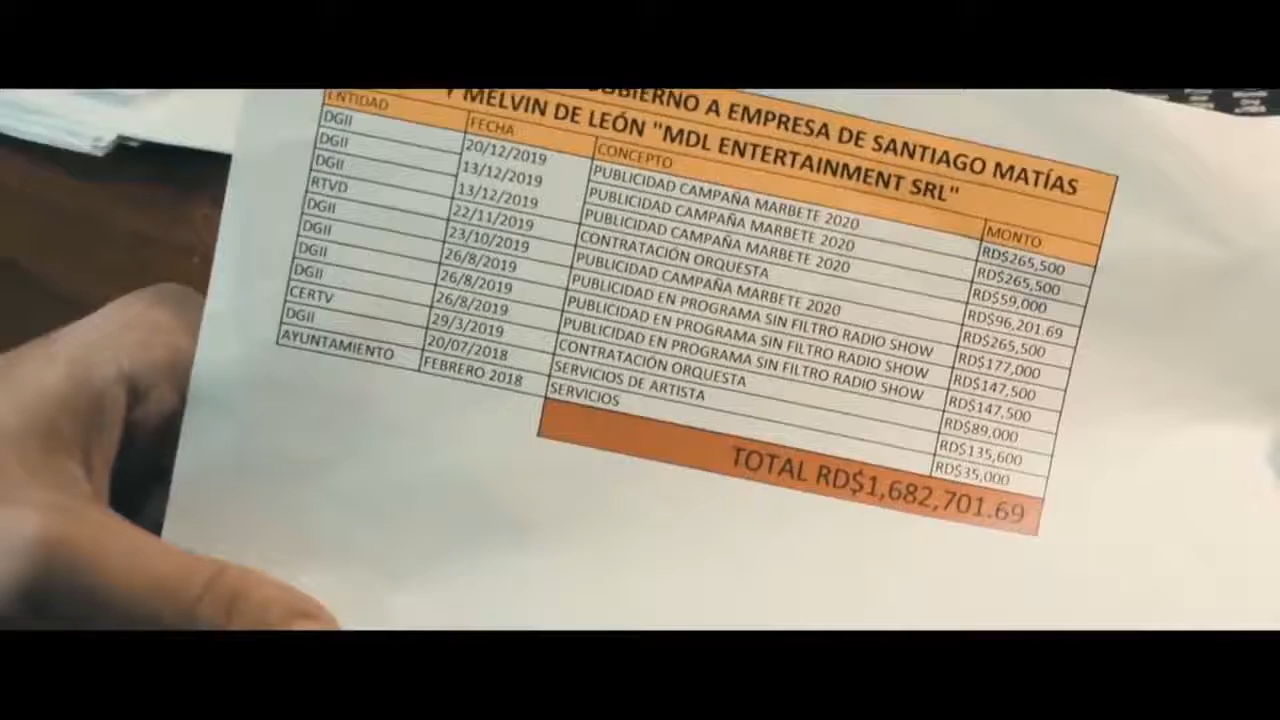 GOBIERNO A EMPRESA DE SANTIAGO MATÍAS
Y MELVIN DE LEÓN "MDL ENTERTAINMENT SRL"
ENTIDAD FECHA CONCEPTO MONTO
DGII 20/12/2019 PUBLICIDAD CAMPAÑA MARBETE 2020 RD$265,500
DGII 13/12/2019 PUBLICIDAD CAMPAÑA MARBETE 2020 RD$265,500
DGII 13/12/2019 PUBLICIDAD CAMPAÑA MARBETE 2020 RD$59,000
RTVD 22/11/2019 CONTRATACIÓN ORQUESTA RD$96,201.69
DGII 23/10/2019 PUBLICIDAD CAMPAÑA MARBETE 2020 RD$265,500
DGII 26/8/2019 PUBLICIDAD EN PROGRAMA SIN FILTRO RADIO SHOW RD$177,000
DGII 26/8/2019 PUBLICIDAD EN PROGRAMA SIN FILTRO RADIO SHOW RD$147,500
DGII 26/8/2019 PUBLICIDAD EN PROGRAMA SIN FILTRO RADIO SHOW RD$147,500
CERTV 29/3/2019 CONTRATACIÓN ORQUESTA RD$89,000
DGII 20/07/2018 SERVICIOS DE ARTISTA RD$135,600
AYUNTAMIENTO FEBRERO 2018 SERVICIOS RD$35,000
TOTAL RD$1,682,701.69